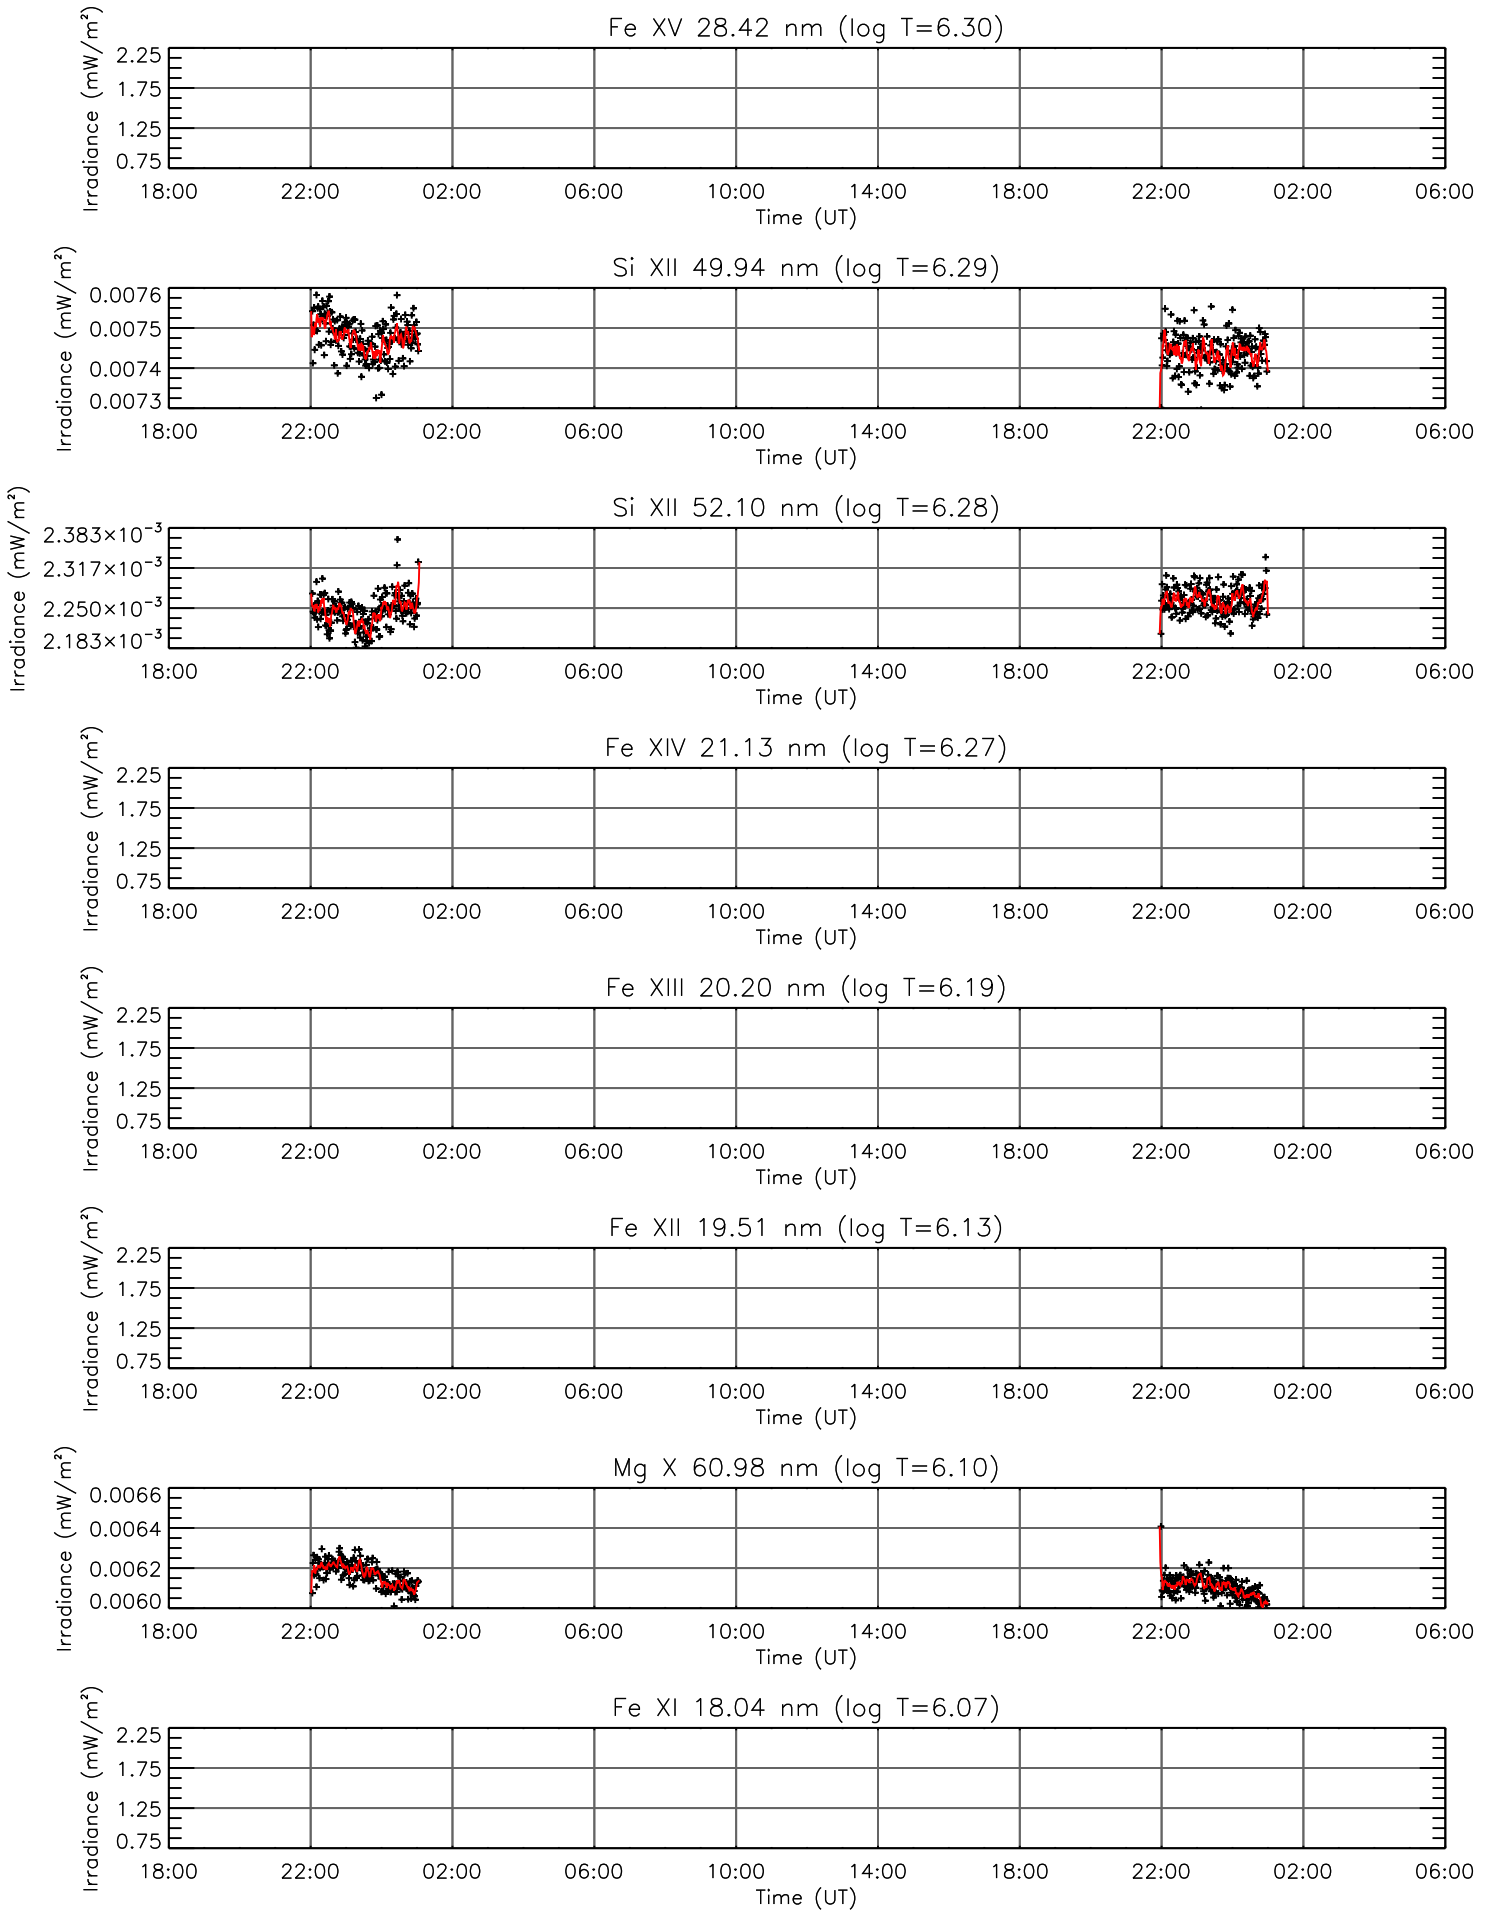 Fe XV 28.42 nm (log T=6.30)
Irradiance (mW/m²)
2.25
1.75
1.25
0.75
18:00 22:00 02:00 06:00 10:00 14:00 18:00 22:00 02:00 06:00
Time (UT)
Si XII 49.94 nm (log T=6.29)
Irradiance (mW/m²)
0.0076
0.0075
0.0074
0.0073
18:00 22:00 02:00 06:00 10:00 14:00 18:00 22:00 02:00 06:00
Time (UT)
Si XII 52.10 nm (log T=6.28)
Irradiance (mW/m²)
2.383×10⁻³
2.317×10⁻³
2.250×10⁻³
2.183×10⁻³
18:00 22:00 02:00 06:00 10:00 14:00 18:00 22:00 02:00 06:00
Time (UT)
Fe XIV 21.13 nm (log T=6.27)
Irradiance (mW/m²)
2.25
1.75
1.25
0.75
18:00 22:00 02:00 06:00 10:00 14:00 18:00 22:00 02:00 06:00
Time (UT)
Fe XIII 20.20 nm (log T=6.19)
Irradiance (mW/m²)
2.25
1.75
1.25
0.75
18:00 22:00 02:00 06:00 10:00 14:00 18:00 22:00 02:00 06:00
Time (UT)
Fe XII 19.51 nm (log T=6.13)
Irradiance (mW/m²)
2.25
1.75
1.25
0.75
18:00 22:00 02:00 06:00 10:00 14:00 18:00 22:00 02:00 06:00
Time (UT)
Mg X 60.98 nm (log T=6.10)
Irradiance (mW/m²)
0.0066
0.0064
0.0062
0.0060
18:00 22:00 02:00 06:00 10:00 14:00 18:00 22:00 02:00 06:00
Time (UT)
Fe XI 18.04 nm (log T=6.07)
Irradiance (mW/m²)
2.25
1.75
1.25
0.75
18:00 22:00 02:00 06:00 10:00 14:00 18:00 22:00 02:00 06:00
Time (UT)